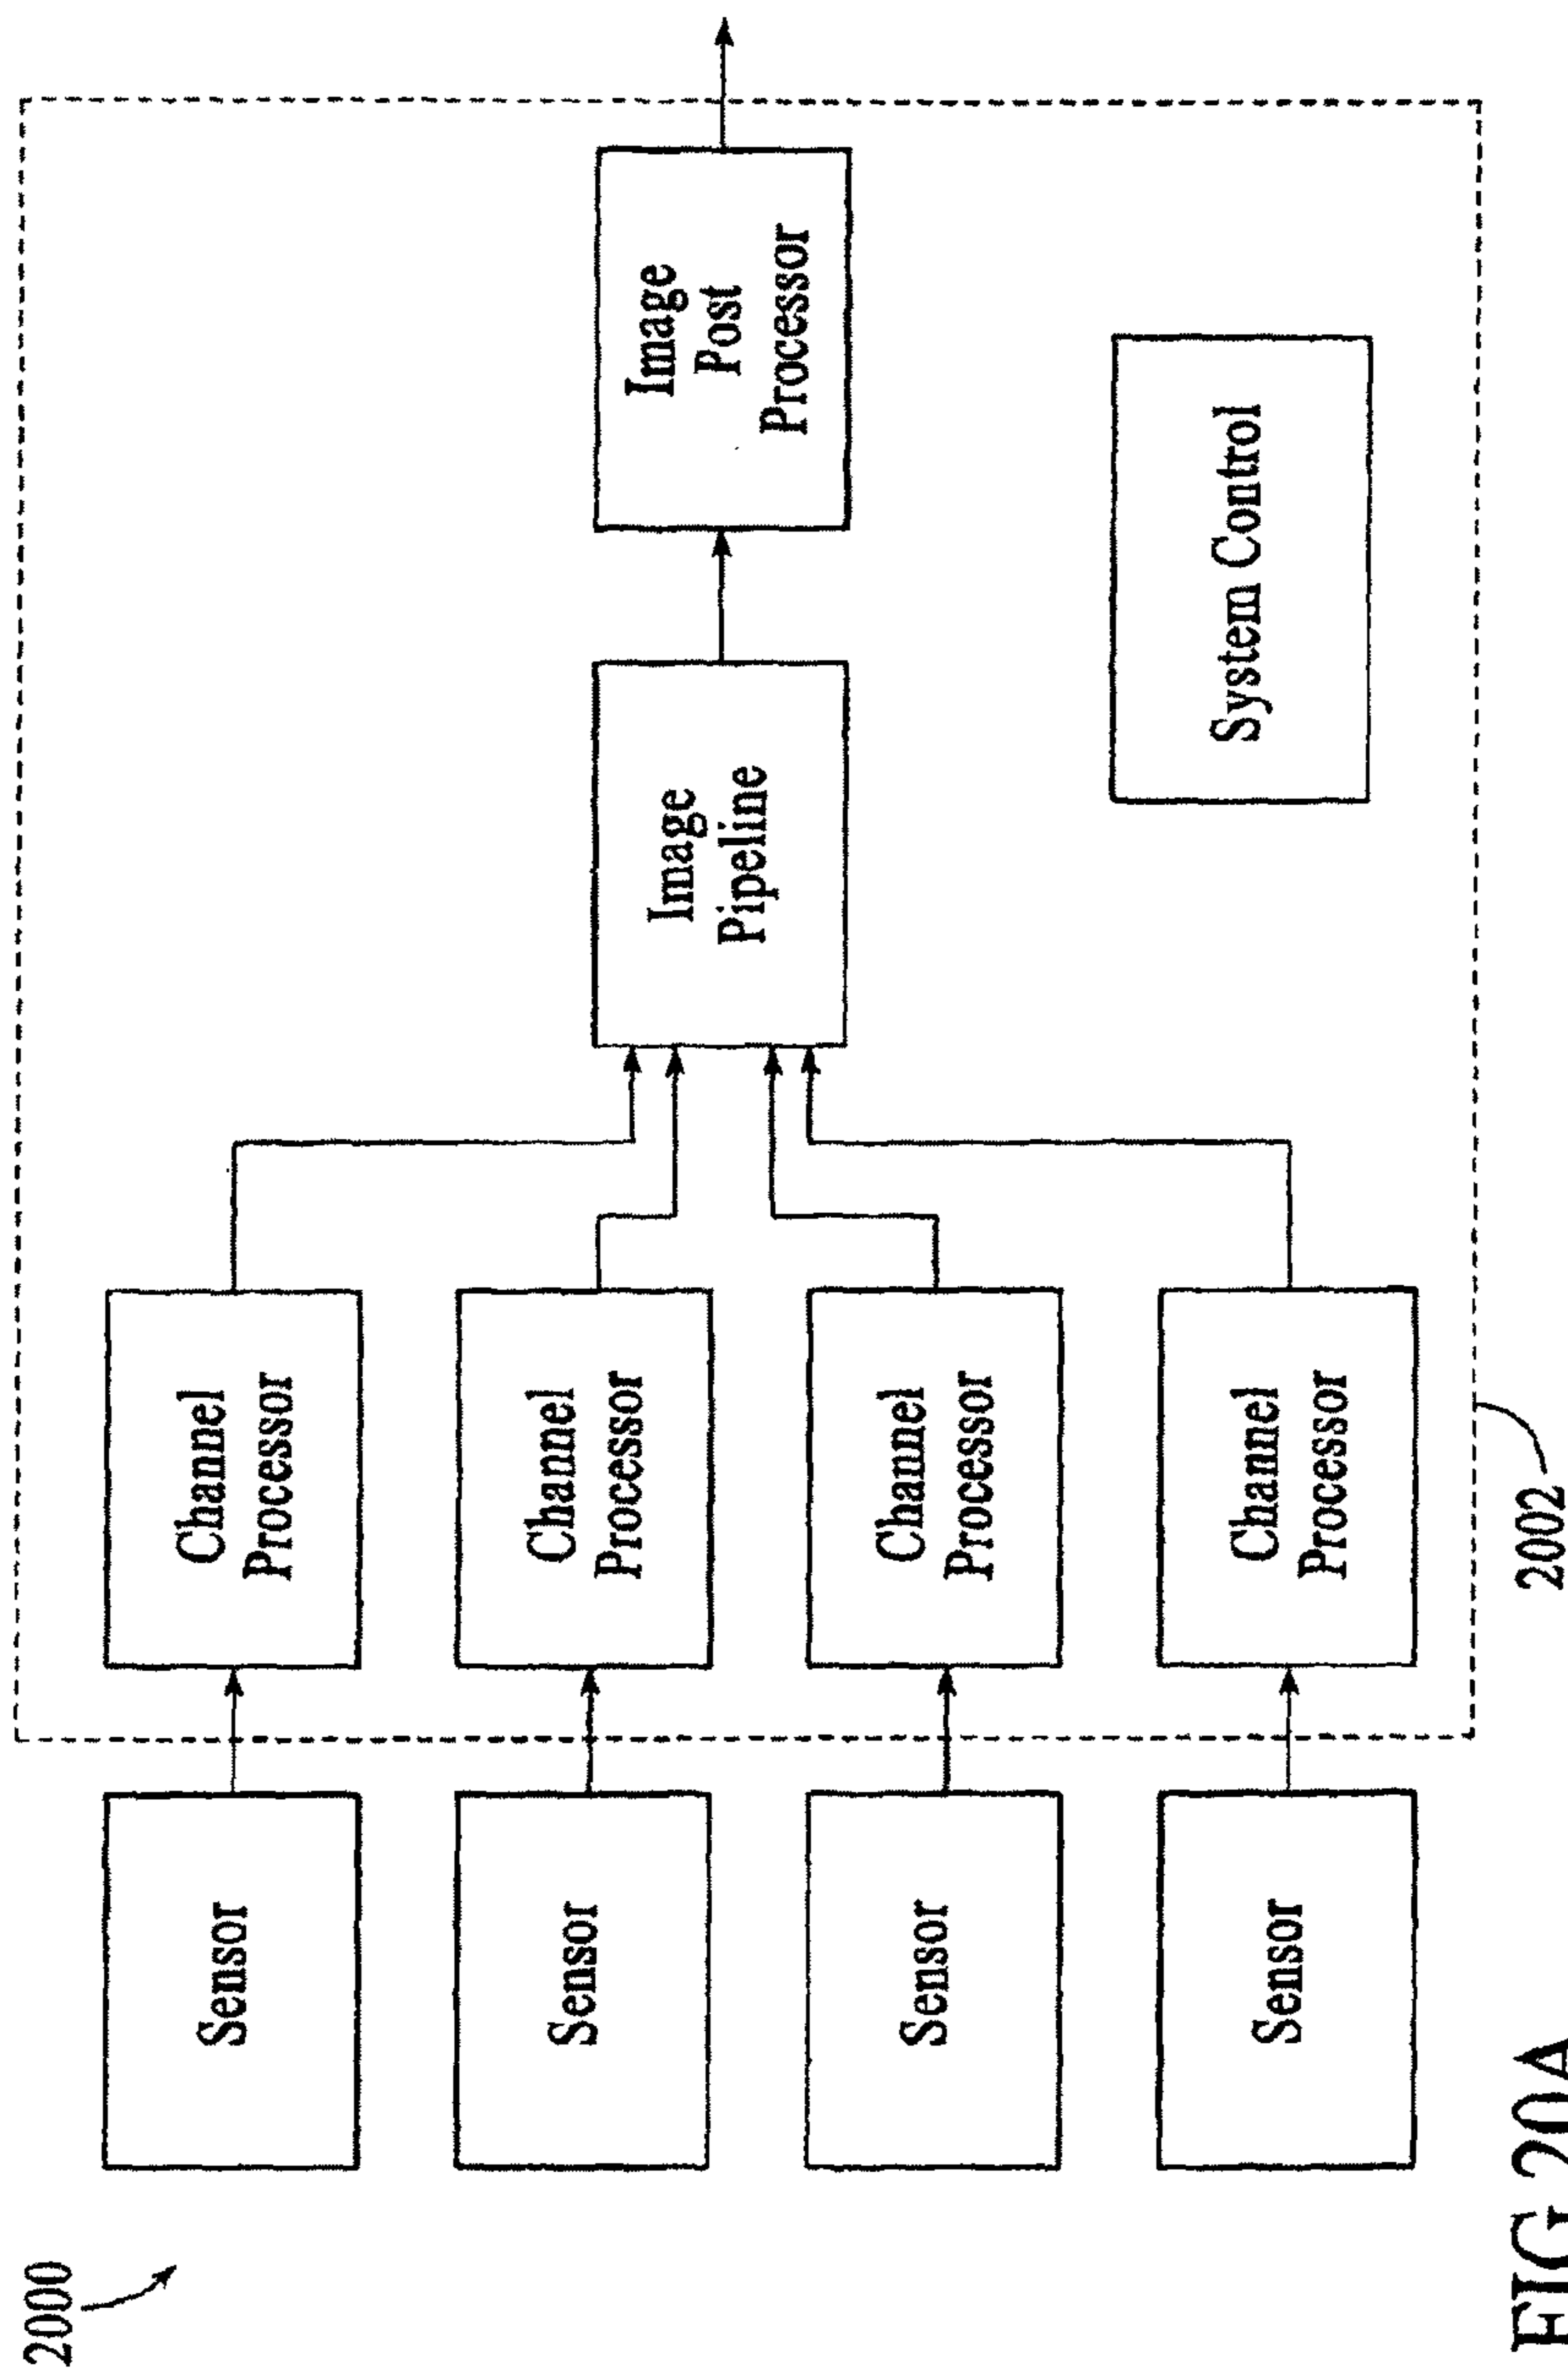 2000
Sensor
Sensor
Sensor
Sensor
Channel
Processor
Channel
Processor
Channel
Processor
Channel
Processor
Image
Pipeline
Image
Post
Processor
System Control
2002
FIG 20A